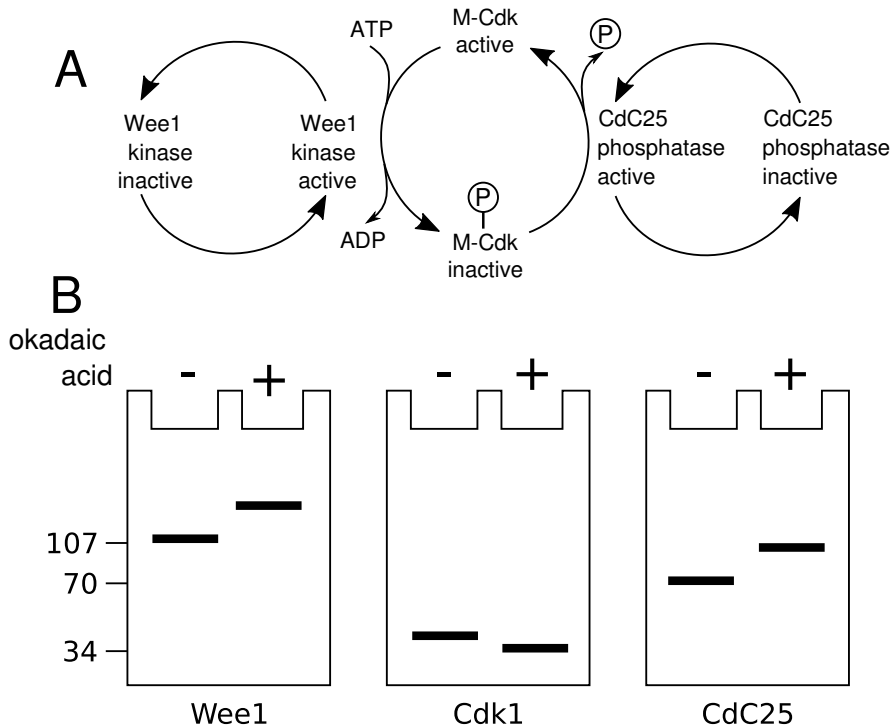 A
ATP
M-Cdk
active
P
Wee1
kinase
inactive
Wee1
kinase
active
CdC25
phosphatase
active
CdC25
phosphatase
inactive
P
ADP
M-Cdk
inactive
B
okadaic
acid
- +
- +
- +
107
70
34
Wee1
Cdk1
CdC25